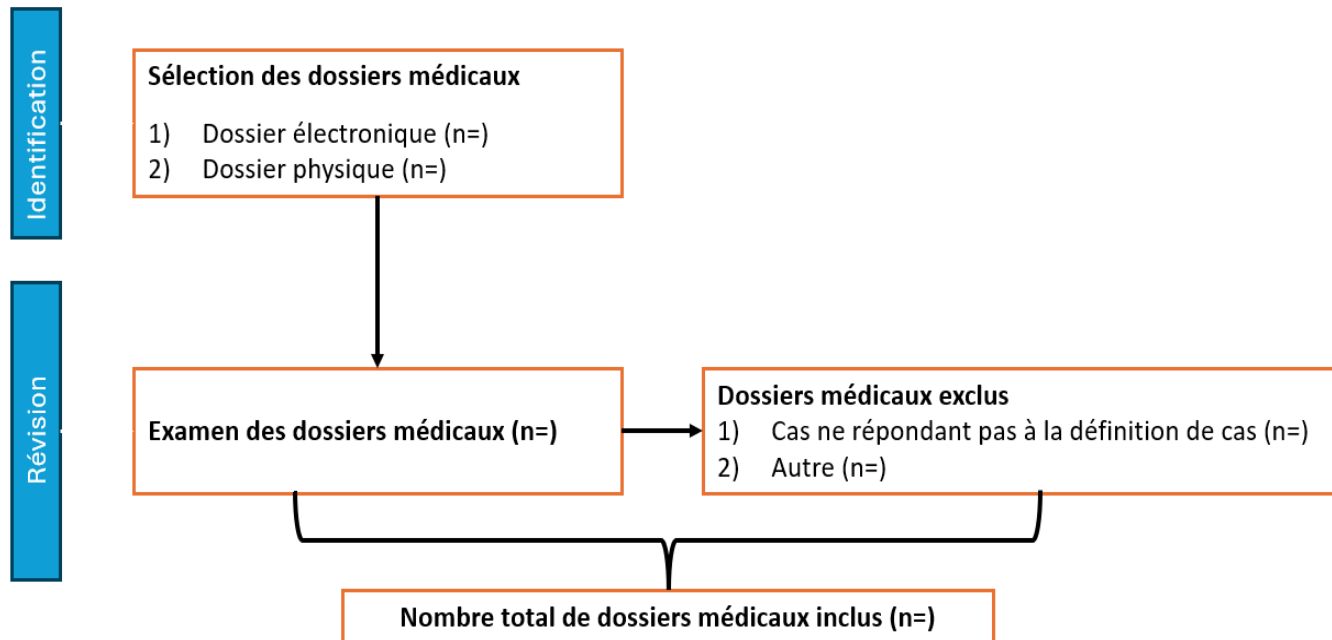 Identification
Sélection des dossiers médicaux
1) Dossier électronique (n=)
2) Dossier physique (n=)
Révision
Examen des dossiers médicaux (n=)
Dossiers médicaux exclus
1) Cas ne répondant pas à la définition de cas (n=)
2) Autre (n=)
Nombre total de dossiers médicaux inclus (n=)